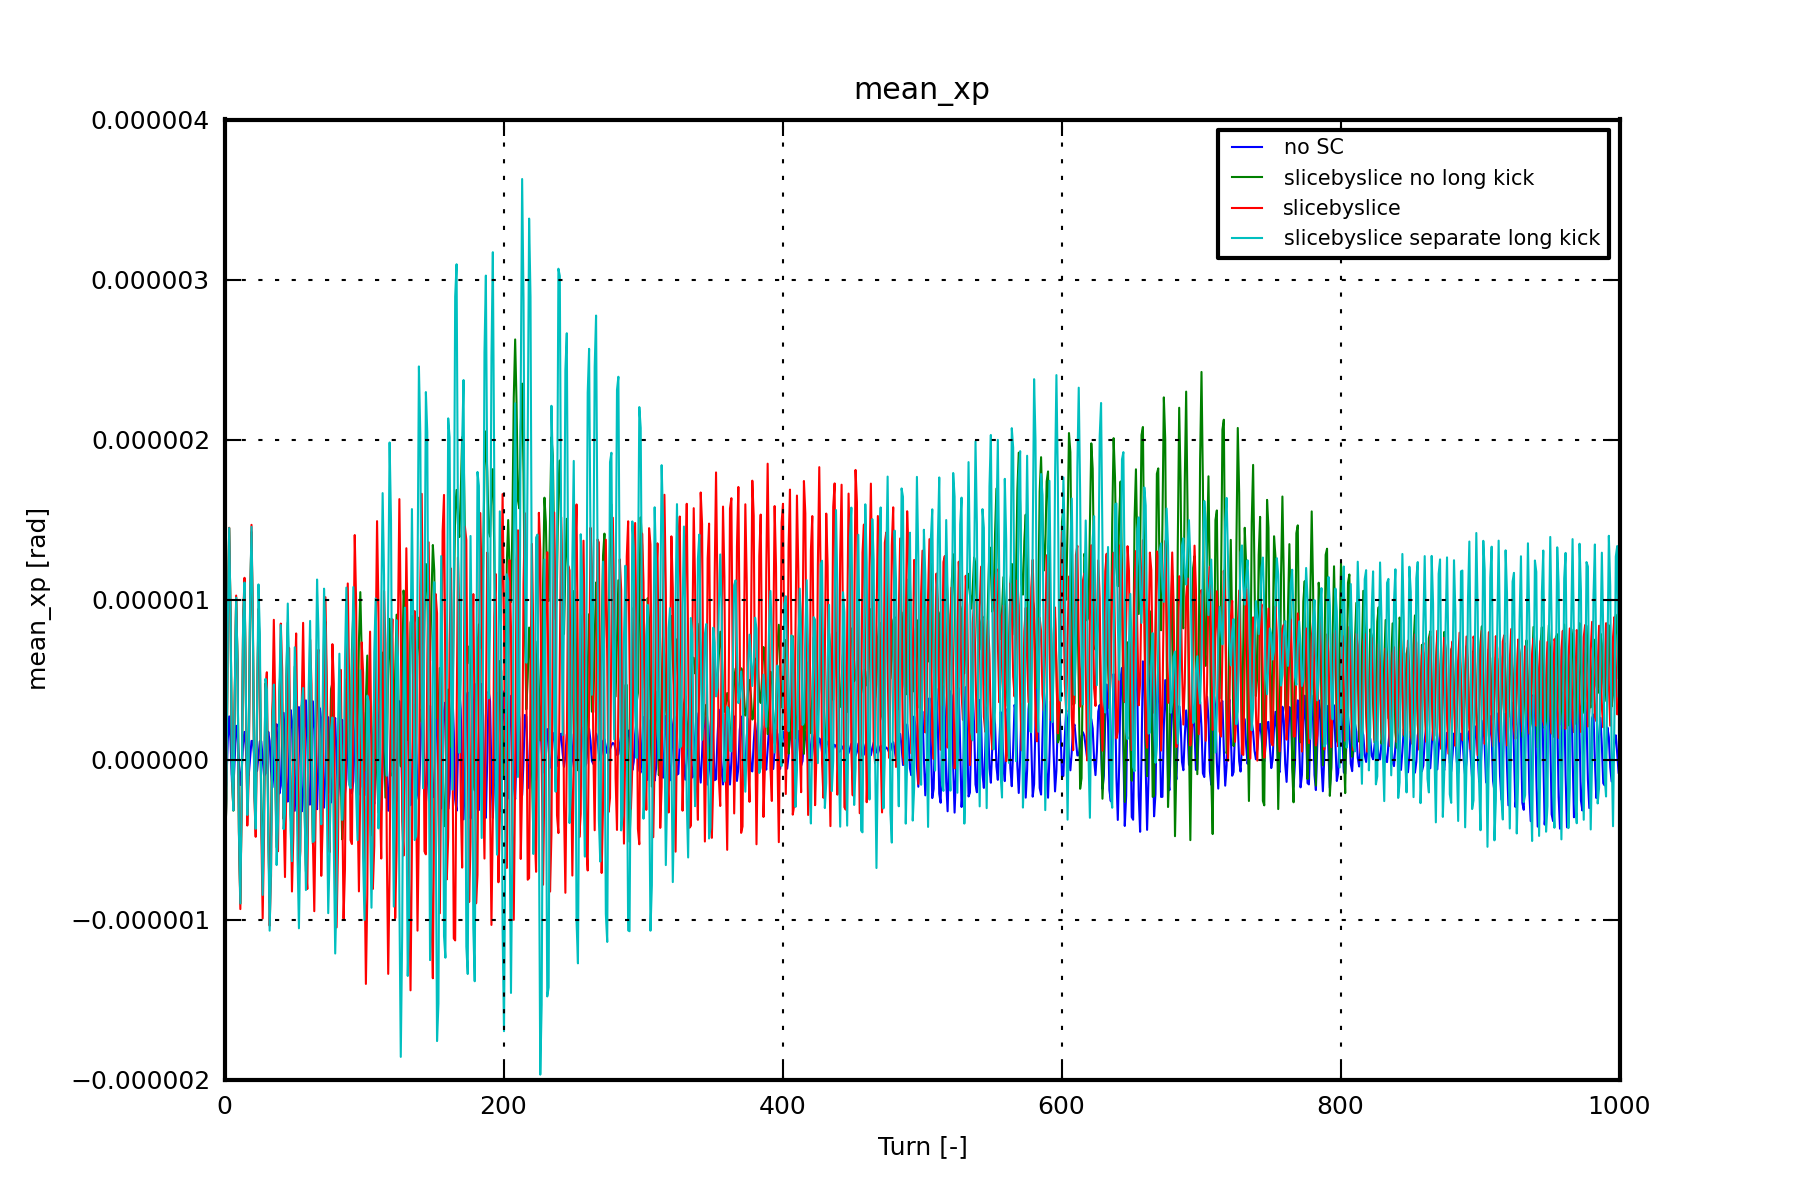 mean_xp
0.000004
0.000003
0.000002
0.000001
0.000000
−0.000001
−0.000002
mean_xp [rad]
no SC
slicebyslice no long kick
slicebyslice
slicebyslice separate long kick
0 200 400 600 800 1000
Turn [-]